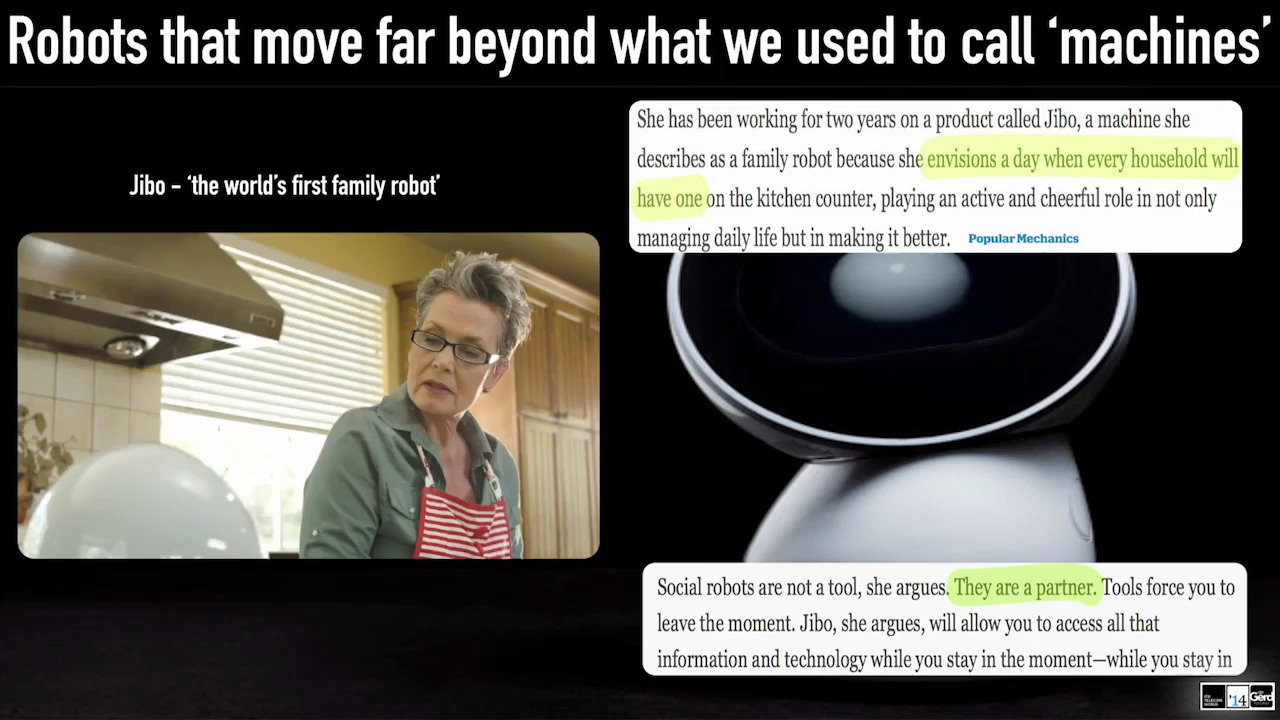 Robots that move far beyond what we used to call ‘machines’
Jibo – ‘the world’s first family robot’
She has been working for two years on a product called Jibo, a machine she
describes as a family robot because she envisions a day when every household will
have one on the kitchen counter, playing an active and cheerful role in not only
managing daily life but in making it better. Popular Mechanics
Social robots are not a tool, she argues. They are a partner. Tools force you to
leave the moment. Jibo, she argues, will allow you to access all that
information and technology while you stay in the moment—while you stay in
ITU
TELECOM
WORLD
'14
Gerd